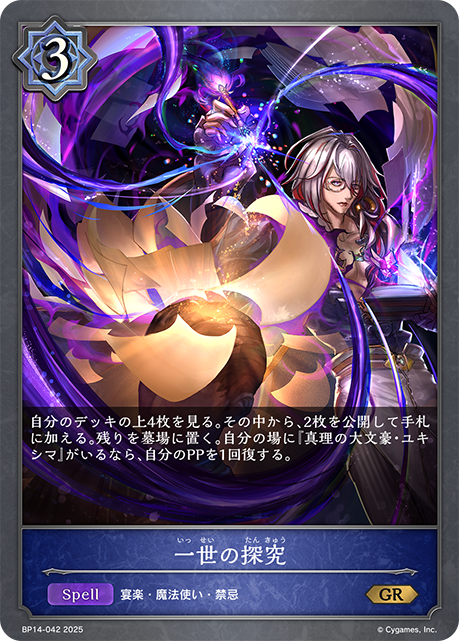 3
自分のデッキの上4枚を見る。その中から、2枚を公開して手札
に加える。残りを墓場に置く。自分の場に『真理の大文豪・ユキ
シマ』がいるなら、自分のPPを1回復する。
いっ せい たん きゅう
一世の探究
Spell 宴楽・魔法使い・禁忌 GR
BP14-042 2025 © Cygames, Inc.